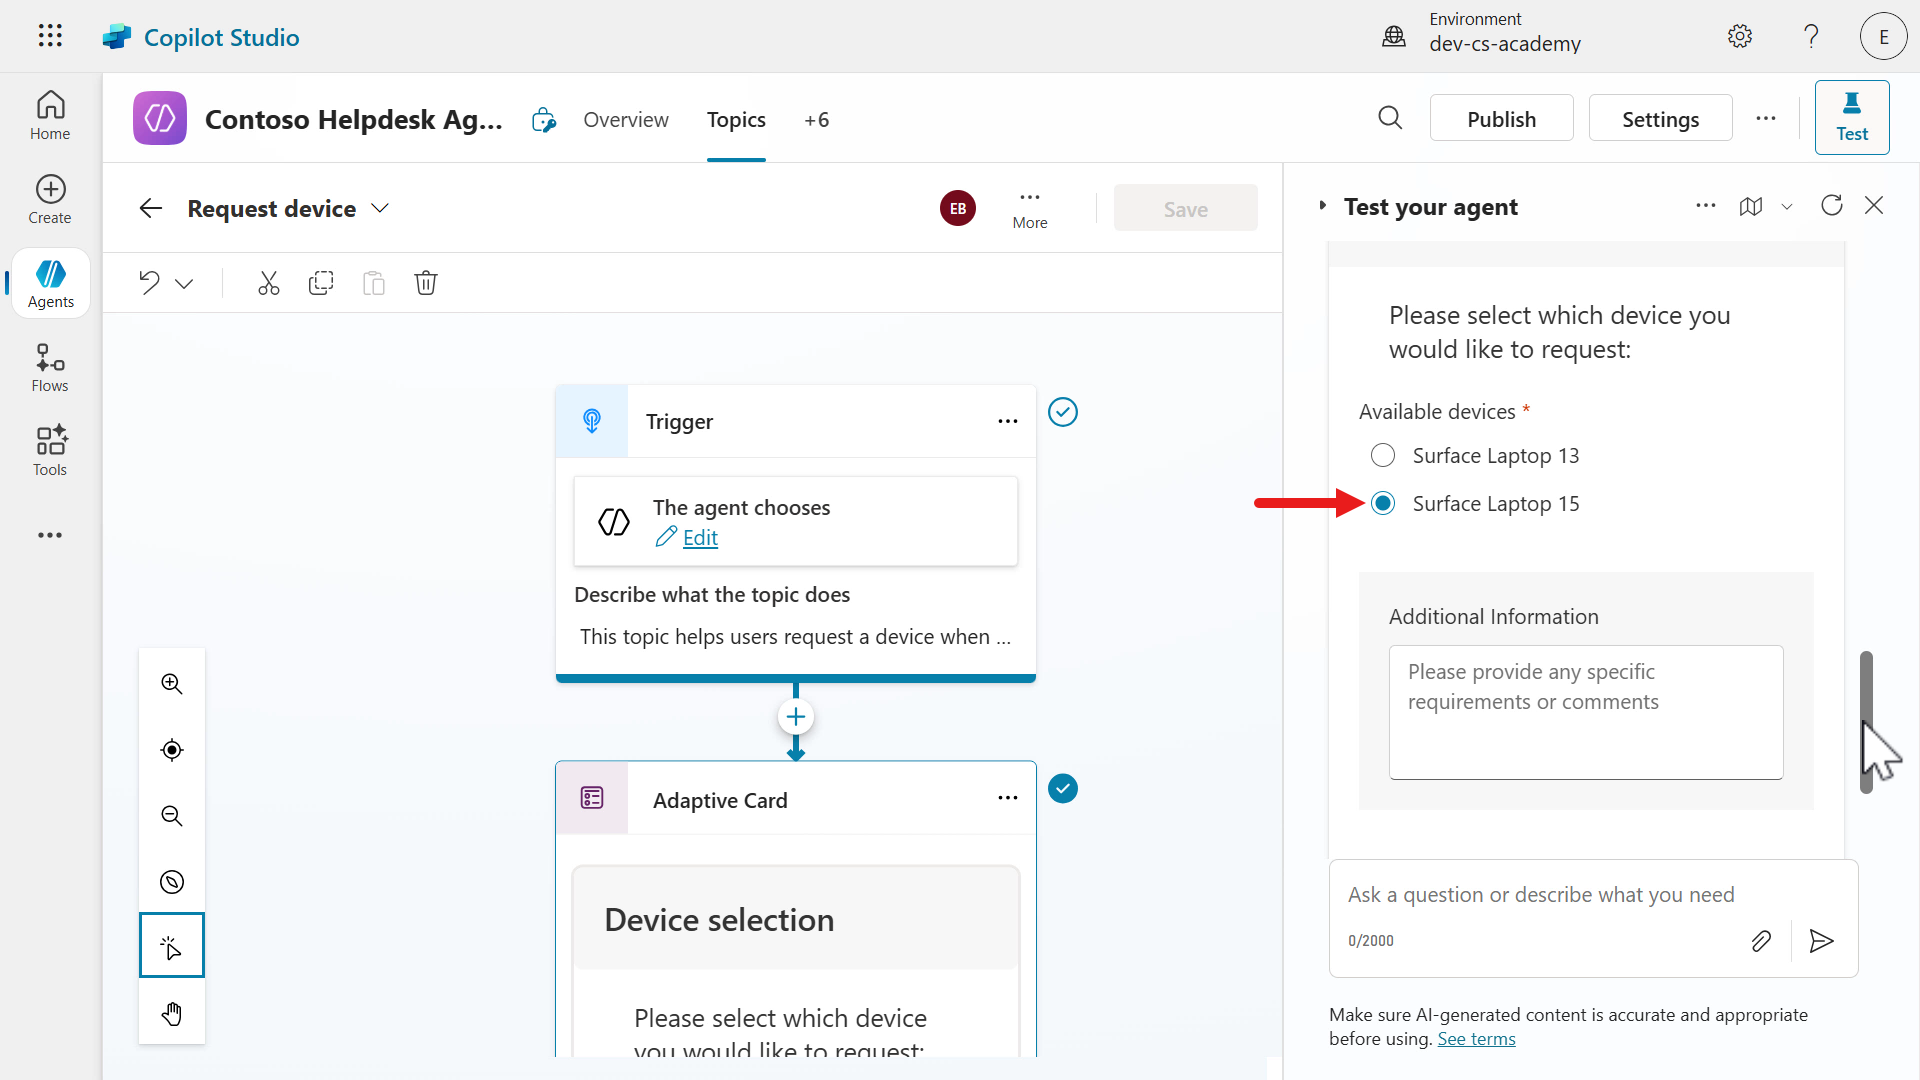 Copilot Studio
Environment
dev-cs-academy
E
Home
Create
Agents
Flows
Tools
Contoso Helpdesk Ag...
Overview
Topics
+6
Publish
Settings
Test
Request device
EB
More
Save
Trigger
The agent chooses
Edit
Describe what the topic does
This topic helps users request a device when ...
Adaptive Card
Device selection
Please select which device
you would like to request:
Test your agent
Please select which device you
would like to request:
Available devices *
Surface Laptop 13
Surface Laptop 15
Additional Information
Please provide any specific
requirements or comments
Ask a question or describe what you need
0/2000
Make sure AI-generated content is accurate and appropriate
before using. See terms